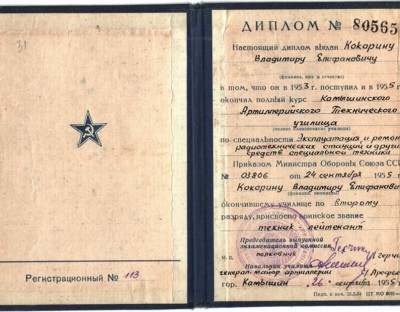 31
Регистрационный № 113
ДИПЛОМ № 80565
Настоящий диплом выдан Кокорину
Владимиру Епифановичу
(фамилия, имя и отчество)
в том, что он в 1953 г. поступил и в 1955
окончил полный курс Камышинского
Артиллерийского Технического
училища
по специальности Эксплуатация и ремон
радиотехнических станций и других
средств специальной техники
Приказом Министра Обороны Союза ССР
№ 03806 от 24 сентября 1955
Кокорину Владимиру Епифанович
окончившему училище по второму
разряду, присвоено воинское звание
техник-лейтенант
Председатель выпускной
экзаменационной комиссии
полковник
Начальник училища
генерал-майор артиллерии
гор. Камышин 26 сентября 1955